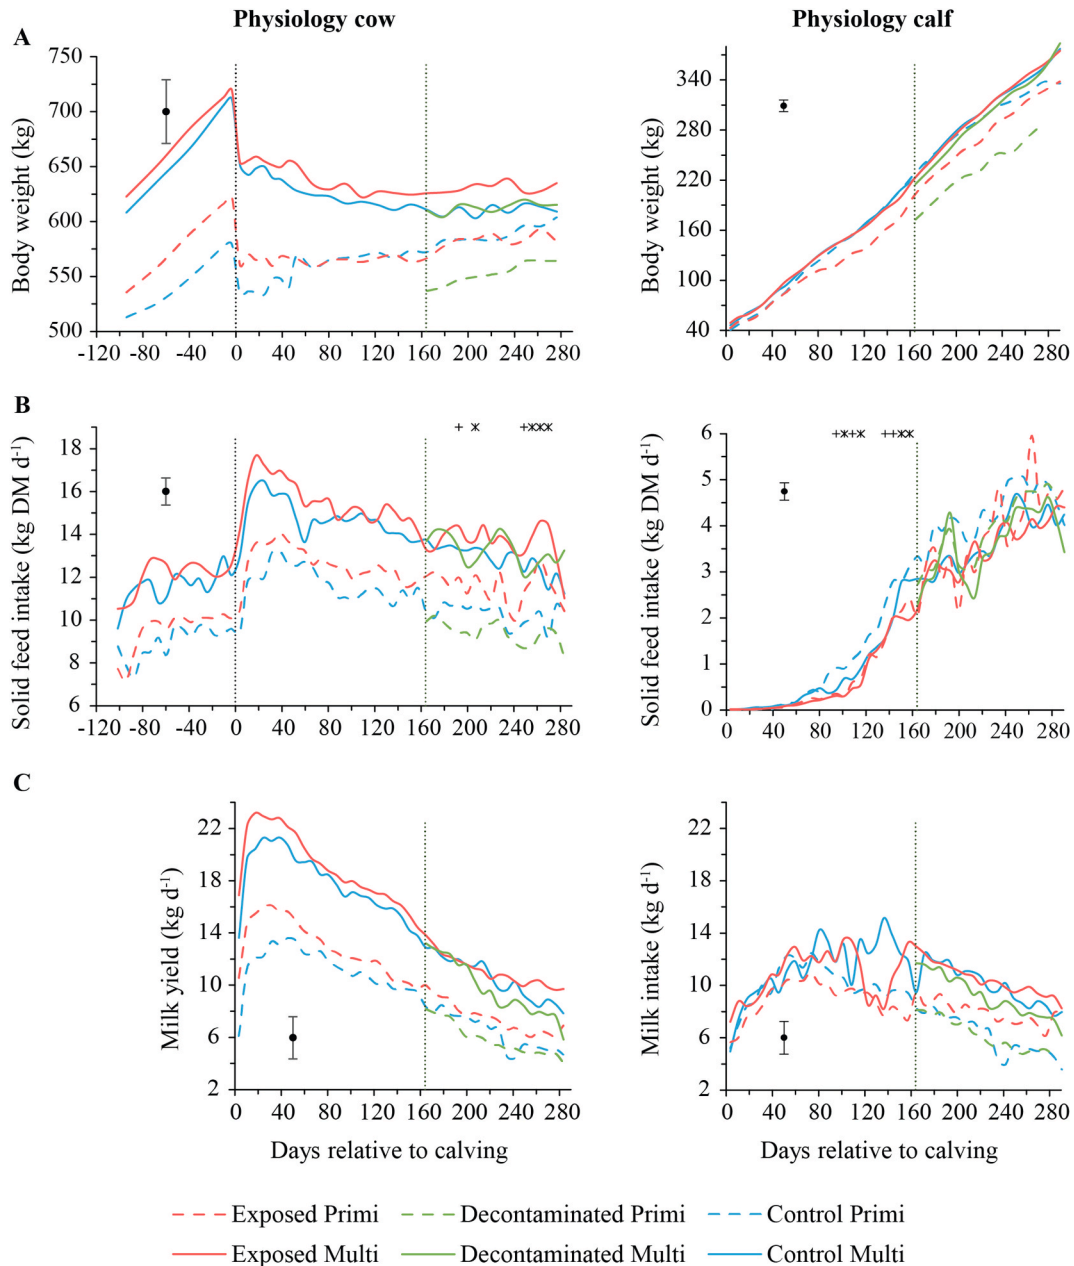 Physiology cow
Physiology calf
A
Body weight (kg)
750
700
650
600
550
500
-120 -80 -40 0 40 80 120 160 200 240 280
Body weight (kg)
340
280
220
160
100
40
0 40 80 120 160 200 240 280
B
Solid feed intake (kg DM d-1)
18
16
14
12
10
8
6
-120 -80 -40 0 40 80 120 160 200 240 280
+ * +***
Solid feed intake (kg DM d-1)
6
5
4
3
2
1
0
0 40 80 120 160 200 240 280
+*+* ++**
C
Milk yield (kg d-1)
22
18
14
10
6
2
0 40 80 120 160 200 240 280
Days relative to calving
Milk intake (kg d-1)
22
18
14
10
6
2
0 40 80 120 160 200 240 280
Days relative to calving
Exposed Primi Decontaminated Primi Control Primi
Exposed Multi Decontaminated Multi Control Multi